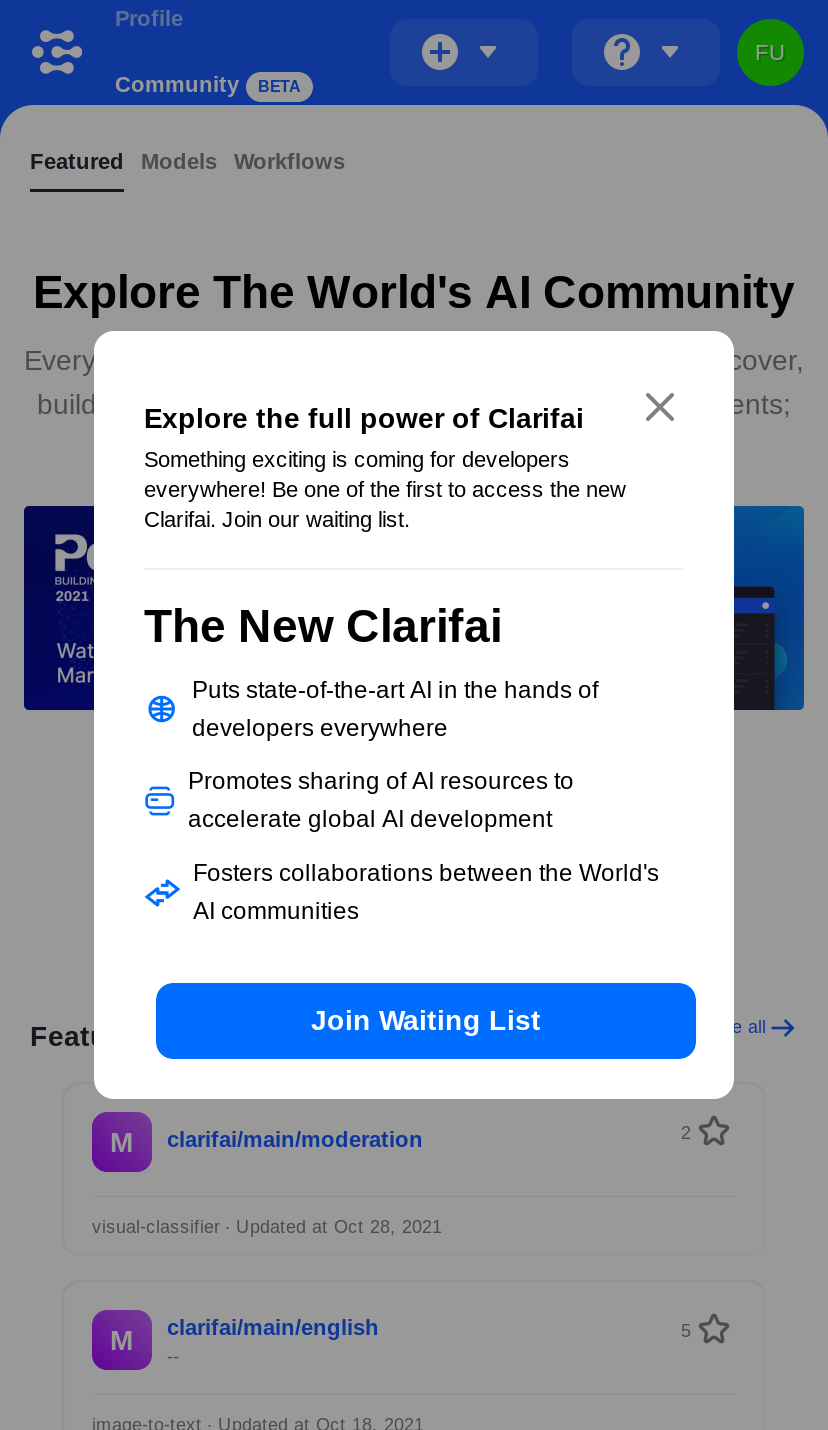 Profile
Community BETA
FU
Featured Models Workflows
Explore The World's AI Community
Every
cover,
build
ents;
Explore the full power of Clarifai
Something exciting is coming for developers
everywhere! Be one of the first to access the new
Clarifai. Join our waiting list.
BUILDIN
2021
The New Clarifai
Wat
Mar
Puts state-of-the-art AI in the hands of
developers everywhere
Promotes sharing of AI resources to
accelerate global AI development
Fosters collaborations between the World's
AI communities
Join Waiting List
Featu
e all
M
clarifai/main/moderation
2
visual-classifier · Updated at Oct 28, 2021
M
clarifai/main/english
--
5
image-to-text · Updated at Oct 18, 2021